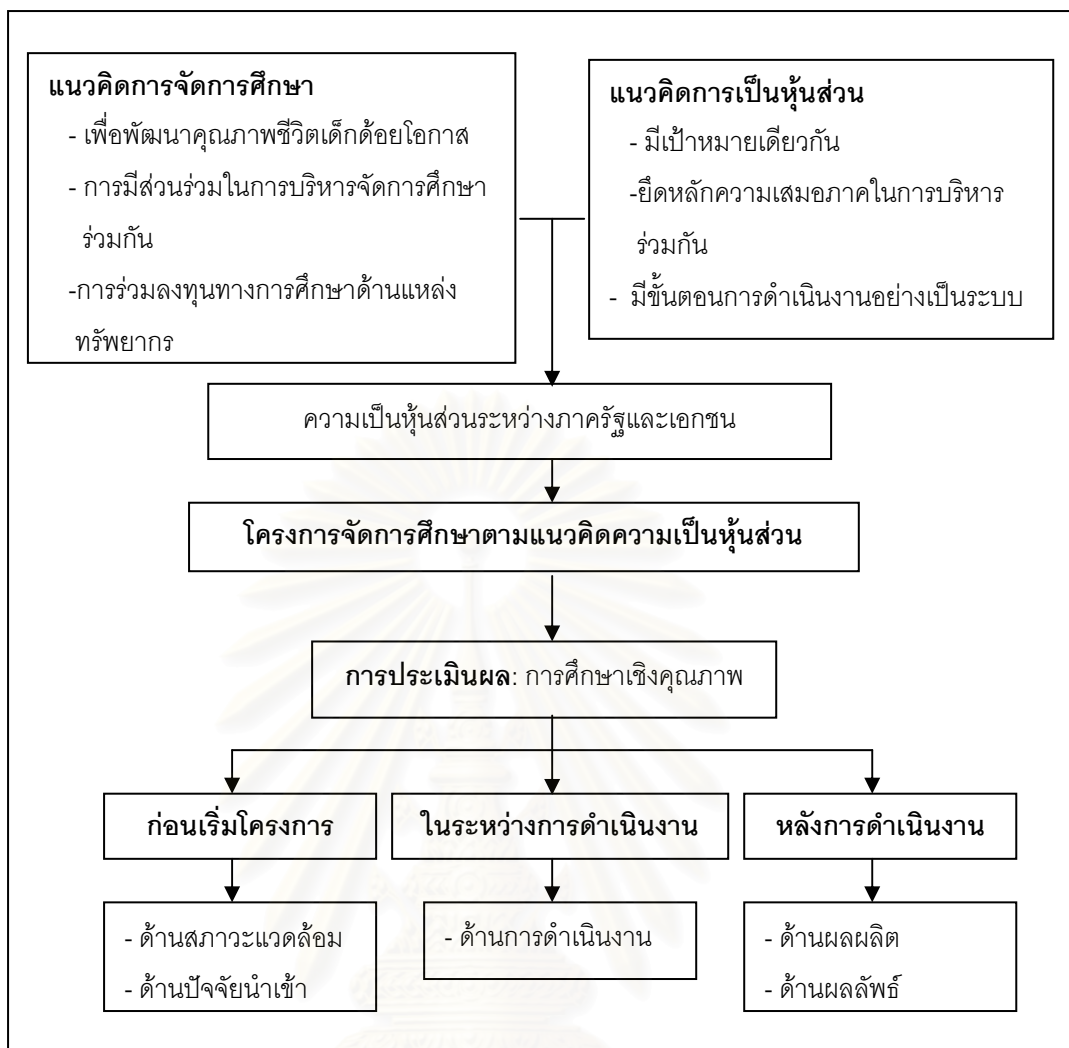 แนวคิดการจัดการศึกษา
- เพื่อพัฒนาคุณภาพชีวิตเด็กด้อยโอกาส
- การมีส่วนร่วมในการบริหารจัดการศึกษา
ร่วมกัน
-การร่วมลงทุนทางการศึกษาด้านแหล่ง
ทรัพยากร
แนวคิดการเป็นหุ้นส่วน
- มีเป้าหมายเดียวกัน
-ยึดหลักความเสมอภาคในการบริหาร
ร่วมกัน
- มีขั้นตอนการดำเนินงานอย่างเป็นระบบ
ความเป็นหุ้นส่วนระหว่างภาครัฐและเอกชน
โครงการจัดการศึกษาตามแนวคิดความเป็นหุ้นส่วน
การประเมินผล: การศึกษาเชิงคุณภาพ
ก่อนเริ่มโครงการ
ในระหว่างการดำเนินงาน
หลังการดำเนินงาน
- ด้านสภาวะแวดล้อม
- ด้านปัจจัยนำเข้า
- ด้านการดำเนินงาน
- ด้านผลผลิต
- ด้านผลลัพธ์